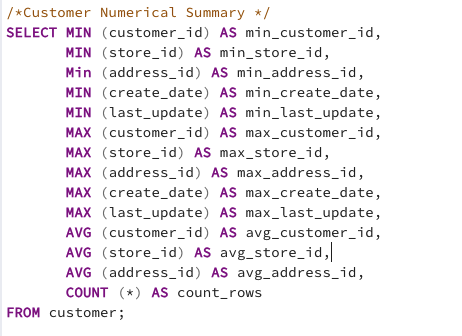 /*Customer Numerical Summary */
SELECT MIN (customer_id) AS min_customer_id,
MIN (store_id) AS min_store_id,
Min (address_id) AS min_address_id,
MIN (create_date) AS min_create_date,
MIN (last_update) AS min_last_update,
MAX (customer_id) AS max_customer_id,
MAX (store_id) AS max_store_id,
MAX (address_id) AS max_address_id,
MAX (create_date) AS max_create_date,
MAX (last_update) AS max_last_update,
AVG (customer_id) AS avg_customer_id,
AVG (store_id) AS avg_store_id,
AVG (address_id) AS avg_address_id,
COUNT (*) AS count_rows
FROM customer;